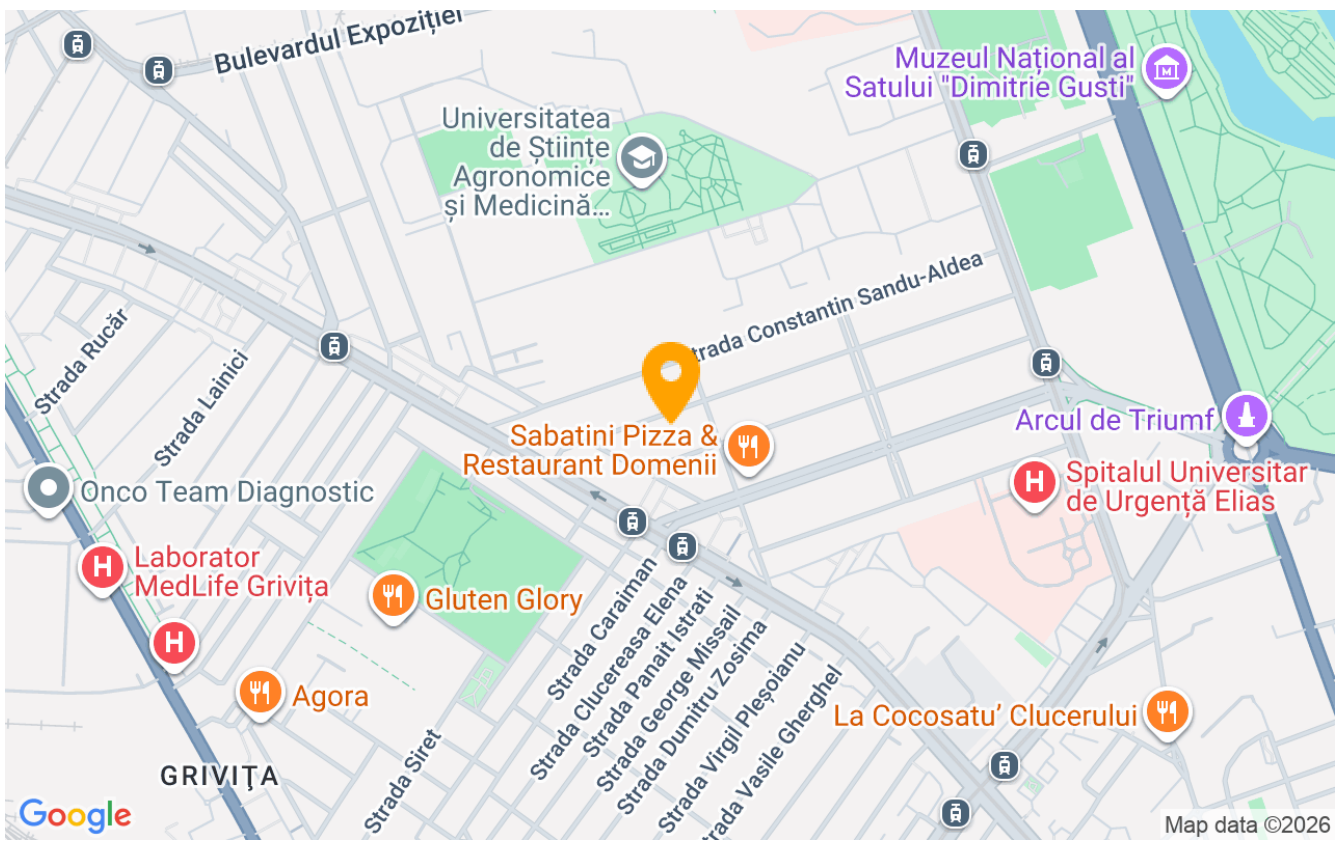 Bulevardul Expoziției
Muzeul Național al
Satului "Dimitrie Gusti"
Universitatea
de Științe
Agronomice
și Medicină...
Strada Constantin Sandu-Aldea
Strada Rucăr
Strada Lainici
Arcul de Triumf
Sabatini Pizza &
Restaurant Domenii
Spitalul Universitar
de Urgență Elias
Onco Team Diagnostic
Laborator
MedLife Grivița
Gluten Glory
Strada Caraiman
Strada Clucereasa Elena
Strada Panait Istrati
Strada George Missail
Strada Dumitru Zosima
Strada Virgil Pleșoianu
Strada Vasile Gherghel
Agora
La Cocosatu' Clucerului
Strada Siret
GRIVIȚA
Google
Map data ©2026